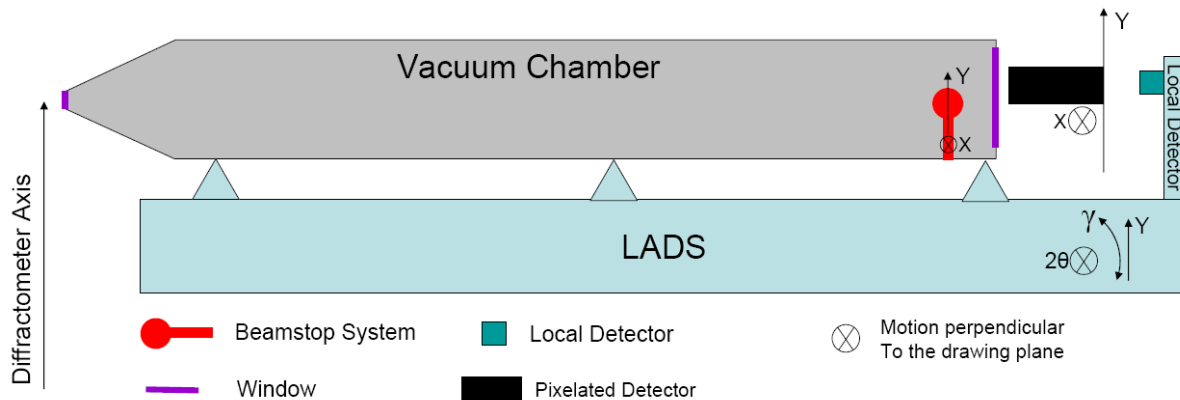 Y
Vacuum Chamber
Y
X
X
Local Detector
Diffractometer Axis
LADS
γ
Y
2θ
Beamstop System
Local Detector
Motion perpendicular
To the drawing plane
Window
Pixelated Detector